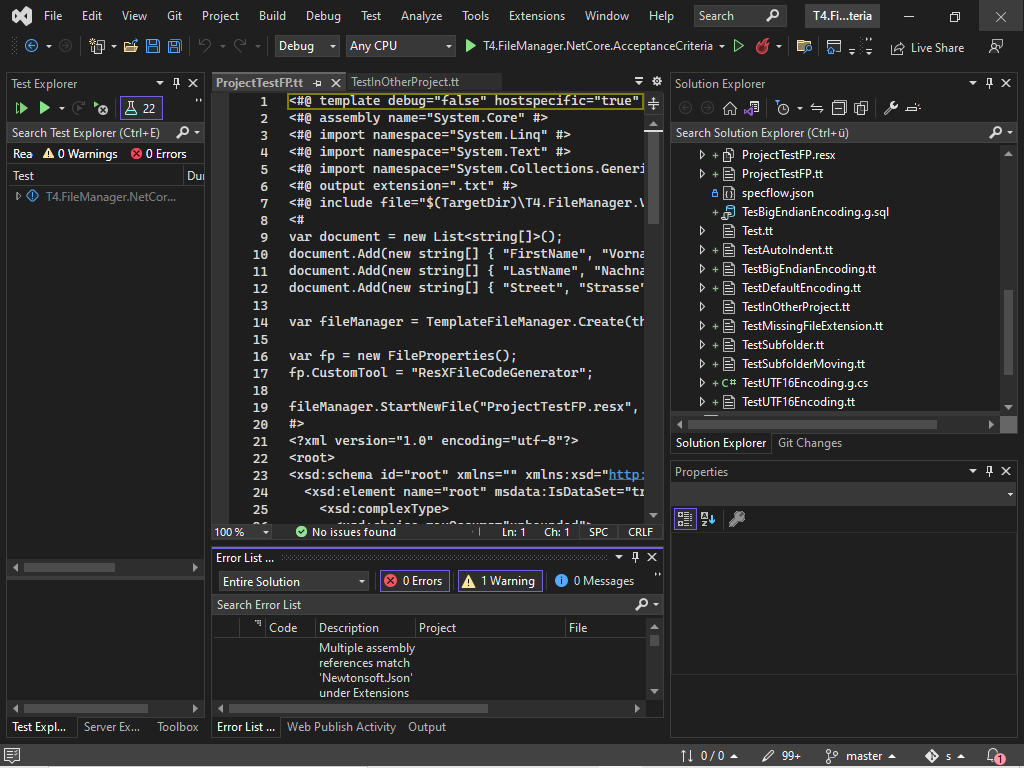 File Edit View Git Project Build Debug Test Analyze Tools Extensions Window Help Search T4.Fi...teria
Debug Any CPU T4.FileManager.NetCore.AcceptanceCriteria Live Share
Test Explorer
22
Search Test Explorer (Ctrl+E)
Rea 0 Warnings 0 Errors
Test Dur
T4.FileManager.NetCor...
ProjectTestFP.tt TestInOtherProject.tt
1 <#@ template debug="false" hostspecific="true"
2 <#@ assembly name="System.Core" #>
3 <#@ import namespace="System.Linq" #>
4 <#@ import namespace="System.Text" #>
5 <#@ import namespace="System.Collections.Generi
6 <#@ output extension=".txt" #>
7 <#@ include file="$(TargetDir)\T4.FileManager.V
8 <#
9 var document = new List<string[]>();
10 document.Add(new string[] { "FirstName", "Vorna
11 document.Add(new string[] { "LastName", "Nachna
12 document.Add(new string[] { "Street", "Strasse"
13
14 var fileManager = TemplateFileManager.Create(th
15
16 var fp = new FileProperties();
17 fp.CustomTool = "ResXFileCodeGenerator";
18
19 fileManager.StartNewFile("ProjectTestFP.resx",
20 #>
21 <?xml version="1.0" encoding="utf-8"?>
22 <root>
23 <xsd:schema id="root" xmlns="" xmlns:xsd="http:
24 <xsd:element name="root" msdata:IsDataSet="tr
25 <xsd:complexType>
100 % No issues found Ln: 1 Ch: 1 SPC CRLF
Error List ...
Entire Solution 0 Errors 1 Warning 0 Messages
Search Error List
Code Description Project File
Multiple assembly
references match
'Newtonsoft.Json'
under Extensions
Test Expl... Server Ex... Toolbox
Error List ... Web Publish Activity Output
Solution Explorer
Search Solution Explorer (Ctrl+ü)
ProjectTestFP.resx
ProjectTestFP.tt
specflow.json
TesBigEndianEncoding.g.sql
Test.tt
TestAutoIndent.tt
TestBigEndianEncoding.tt
TestDefaultEncoding.tt
TestInOtherProject.tt
TestMissingFileExtension.tt
TestSubfolder.tt
TestSubfolderMoving.tt
C# TestUTF16Encoding.g.cs
TestUTF16Encoding.tt
Solution Explorer Git Changes
Properties
0 / 0 99+ master s 1